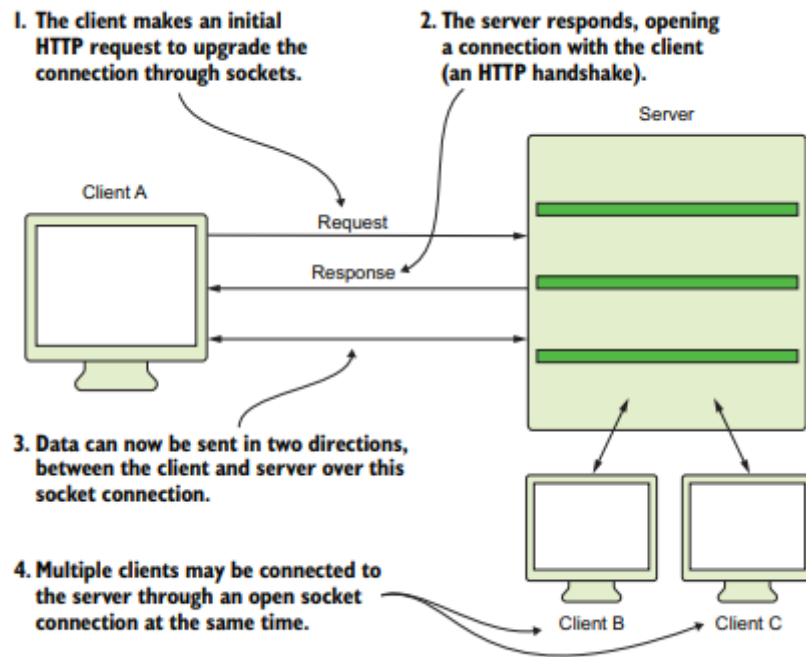 1. The client makes an initial
HTTP request to upgrade the
connection through sockets.
2. The server responds, opening
a connection with the client
(an HTTP handshake).
Server
Client A
Request
Response
3. Data can now be sent in two directions,
between the client and server over this
socket connection.
4. Multiple clients may be connected to
the server through an open socket
connection at the same time.
Client B
Client C